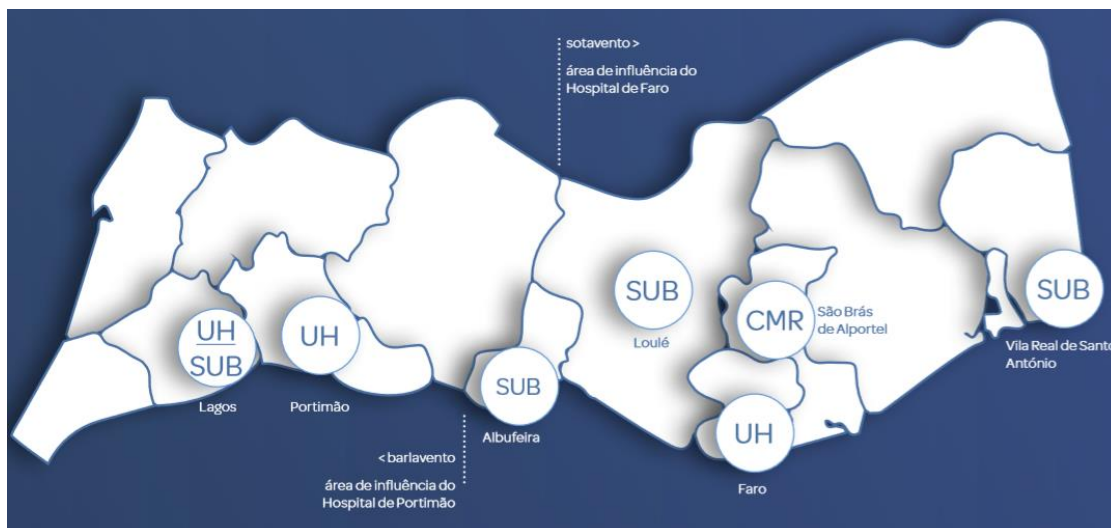 sotavento >
área de influência do
Hospital de Faro
SUB
SUB
CMR
São Brás
de Alportel
UH
SUB
UH
Loulé
Vila Real de Santo
António
SUB
Lagos
Portimão
Albufeira
UH
< barlavento
área de influência do
Hospital de Portimão
Faro